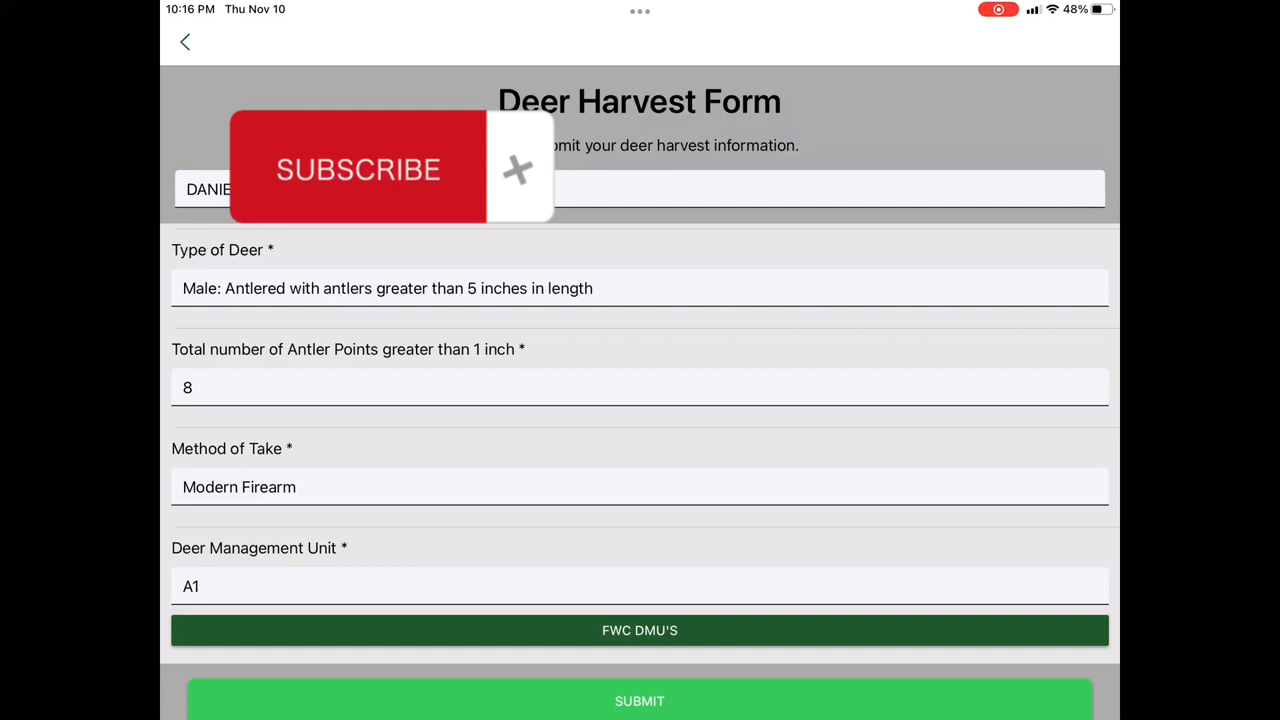 10:16 PM Thu Nov 10
48%
Deer Harvest Form
your deer harvest information.
SUBSCRIBE
Type of Deer *
Male: Antlered with antlers greater than 5 inches in length
Total number of Antler Points greater than 1 inch *
8
Method of Take *
Modern Firearm
Deer Management Unit *
A1
FWC DMU'S
SUBMIT